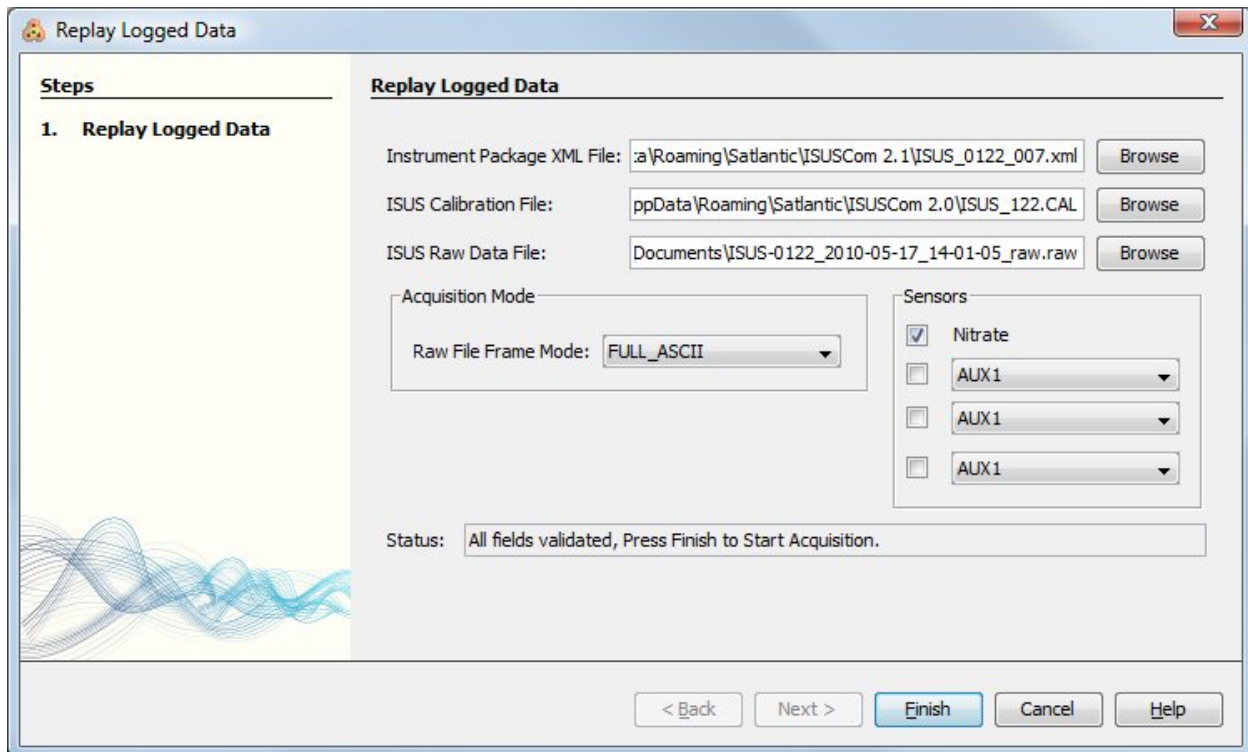 Replay Logged Data
Steps
1. Replay Logged Data
Replay Logged Data
Instrument Package XML File: :a\Roaming\Satlantic\ISUSCom 2.1\ISUS_0122_007.xml Browse
ISUS Calibration File: ppData\Roaming\Satlantic\ISUSCom 2.0\ISUS_122.CAL Browse
ISUS Raw Data File: Documents\ISUS-0122_2010-05-17_14-01-05_raw.raw Browse
Acquisition Mode
Raw File Frame Mode: FULL_ASCII
Sensors
Nitrate
AUX1
AUX1
AUX1
Status: All fields validated, Press Finish to Start Acquisition.
< Back Next > Finish Cancel Help